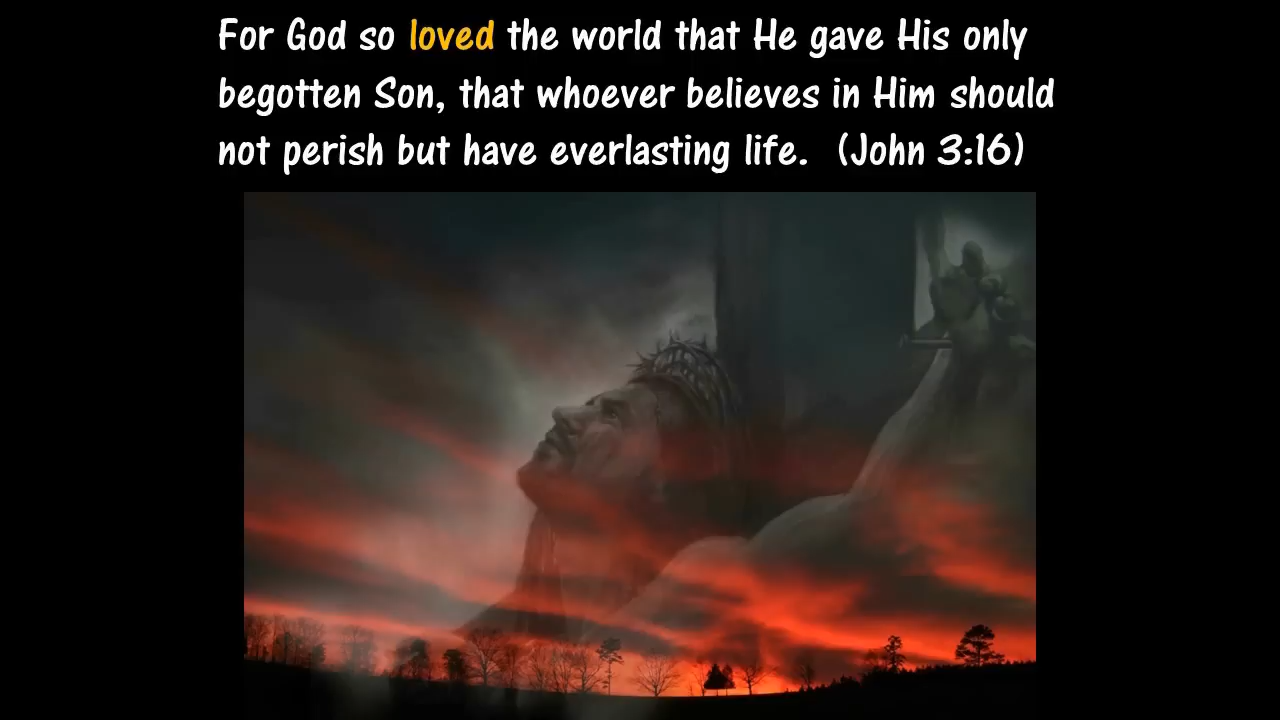 For God so loved the world that He gave His only
begotten Son, that whoever believes in Him should
not perish but have everlasting life.  (John 3:16)